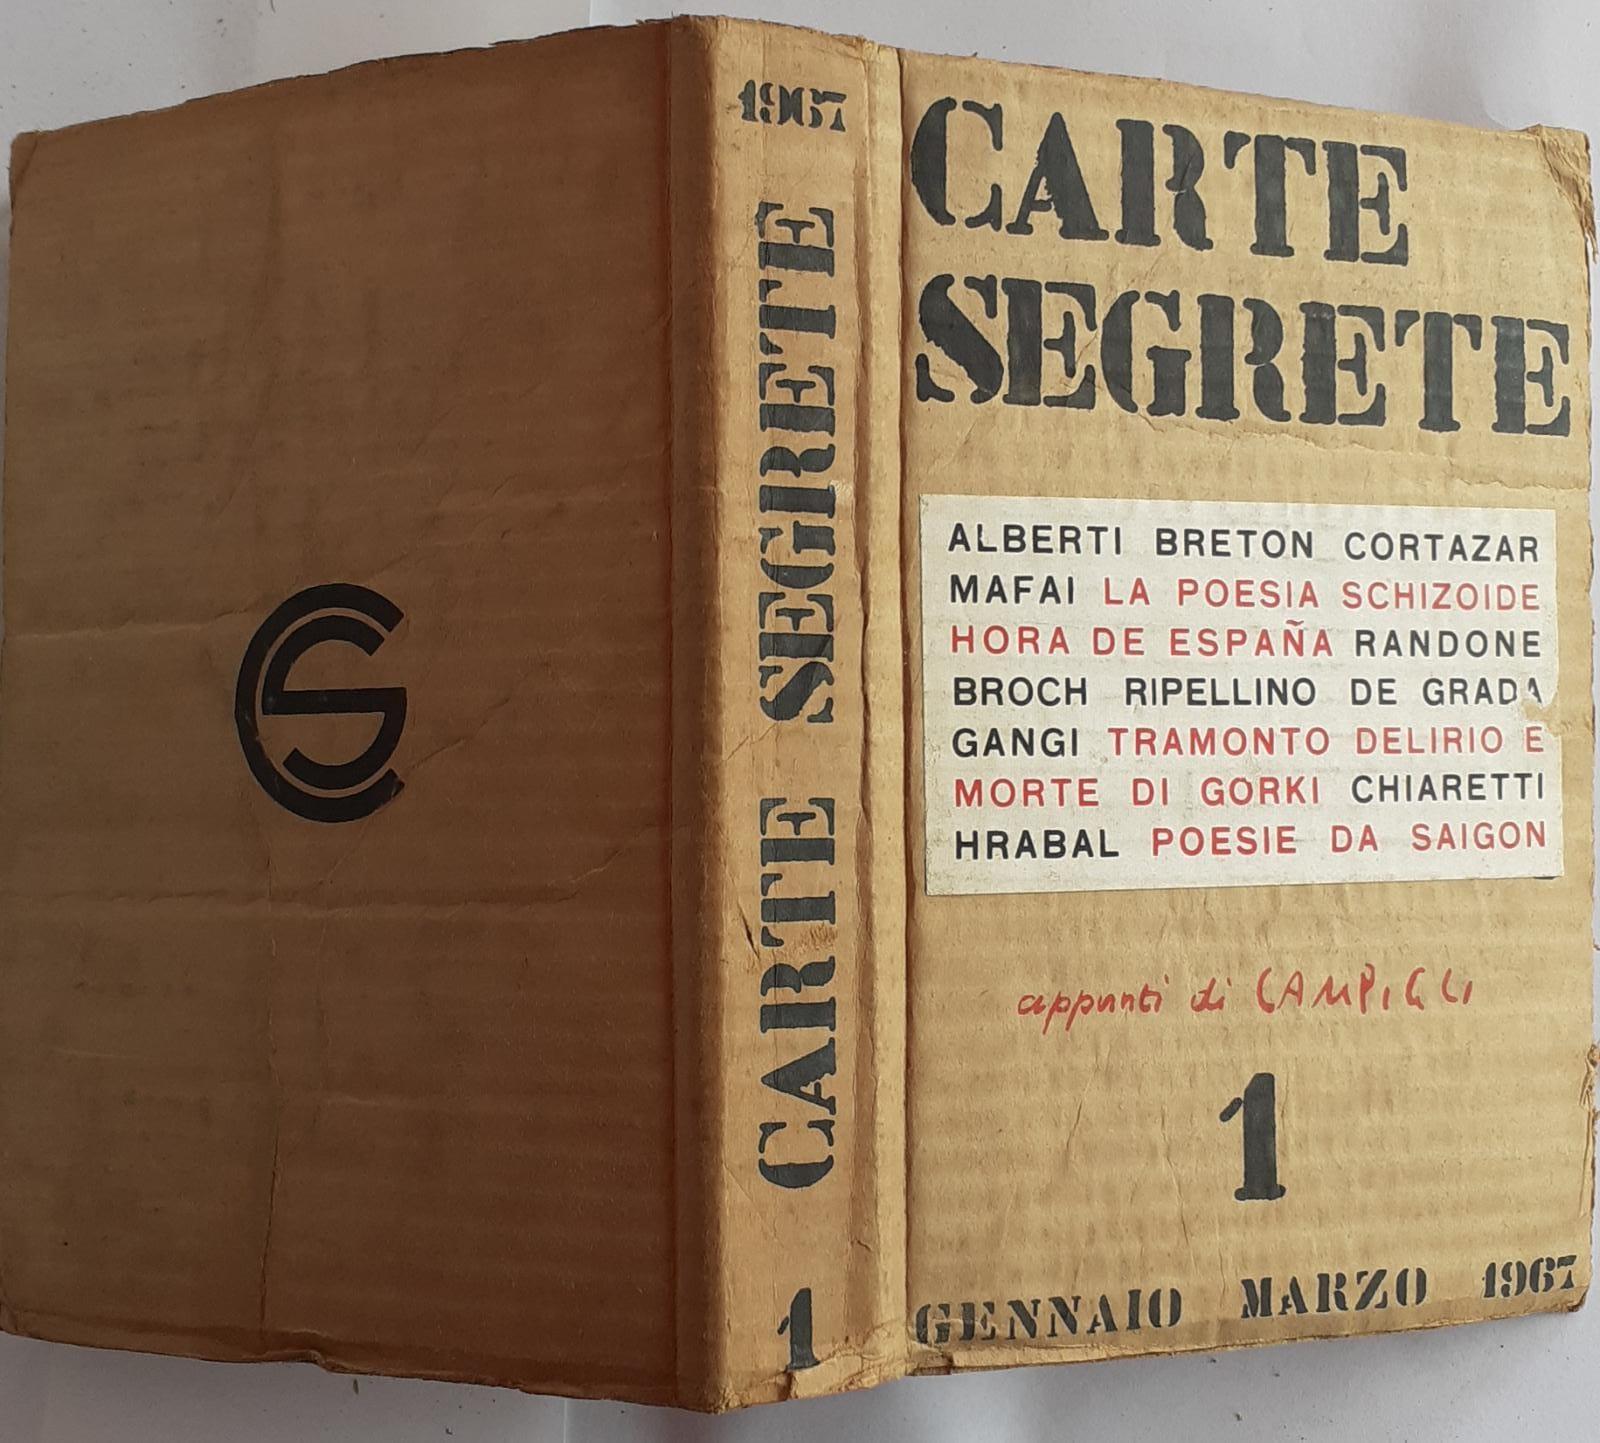 CS
1967
CARTE SEGRETE
1
CARTE
SEGRETE
ALBERTI BRETON CORTAZAR
MAFAI LA POESIA SCHIZOIDE
HORA DE ESPAÑA RANDONE
BROCH RIPELLINO DE GRADA
GANGI TRAMONTO DELIRIO E
MORTE DI GORKI CHIARETTI
HRABAL POESIE DA SAIGON
appunti di CAMPIGLI
1
GENNAIO MARZO 1967